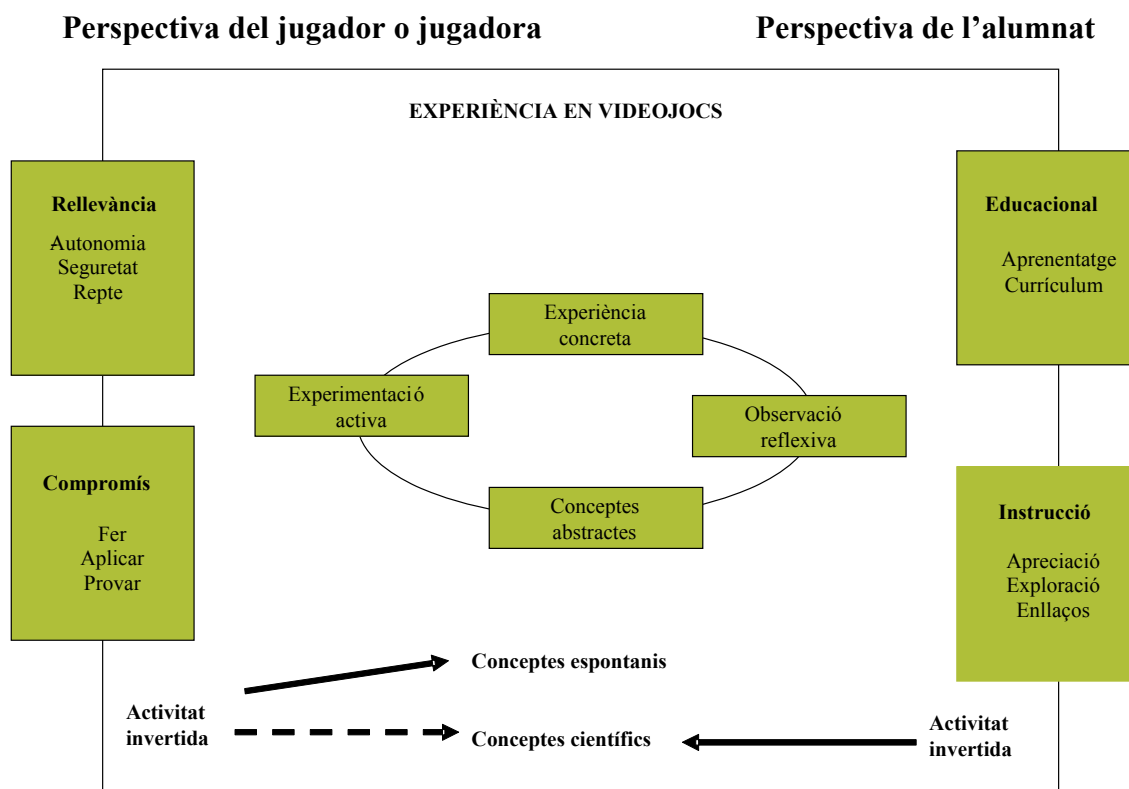 Perspectiva del jugador o jugadora
Perspectiva de l'alumnat
EXPERIÈNCIA EN VIDEOJOCS
Rellevància
Autonomia
Seguretat
Repte
Educacional
Aprenentatge
Currículum
Experiència
concreta
Experimentació
activa
Observació
reflexiva
Conceptes
abstractes
Compromís
Fer
Aplicar
Provar
Instrucció
Apreciació
Exploració
Enllaços
Conceptes espontanis
Activitat
invertida
Conceptes científics
Activitat
invertida